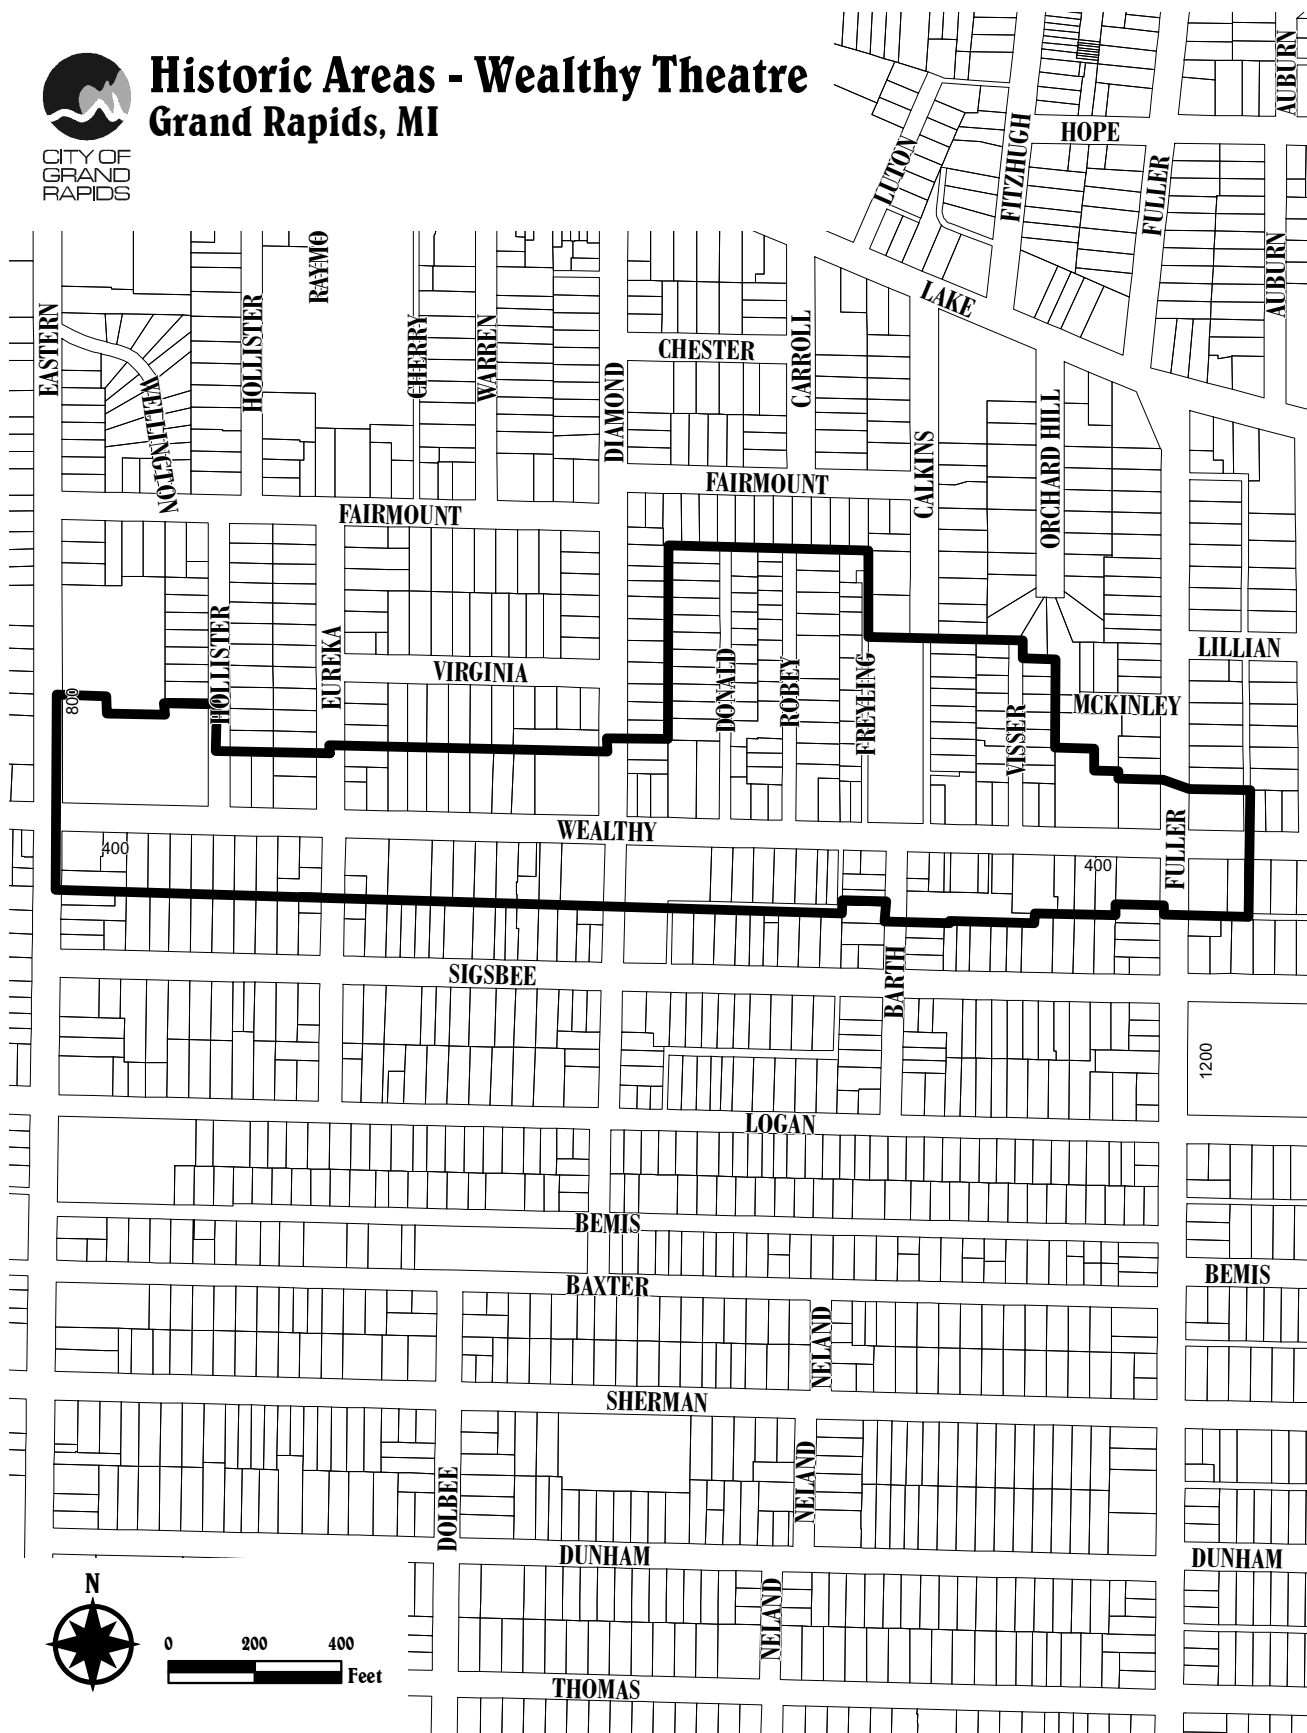 Historic Areas - Wealthy Theatre
Grand Rapids, MI
CITY OF
GRAND
RAPIDS
AUBURN
HOPE
LUTON
FITZHUGH
FULLER
AUBURN
RAYMO
HOLLISTER
EASTERN
CHERRY
WARREN
LAKE
CHESTER
CARROLL
DIAMOND
WELLINGTON
CALKINS
ORCHARD HILL
FAIRMOUNT
FAIRMOUNT
HOLLISTER
EUREKA
VIRGINIA
DONALD
ROBEY
FREYLING
LILLIAN
VISSER
MCKINLEY
800
WEALTHY
FULLER
400
400
SIGSBEE
BARTH
1200
LOGAN
BEMIS
BEMIS
BAXTER
NELAND
SHERMAN
NELAND
DOLBEE
DUNHAM
DUNHAM
NELAND
N
0 200 400
Feet
THOMAS